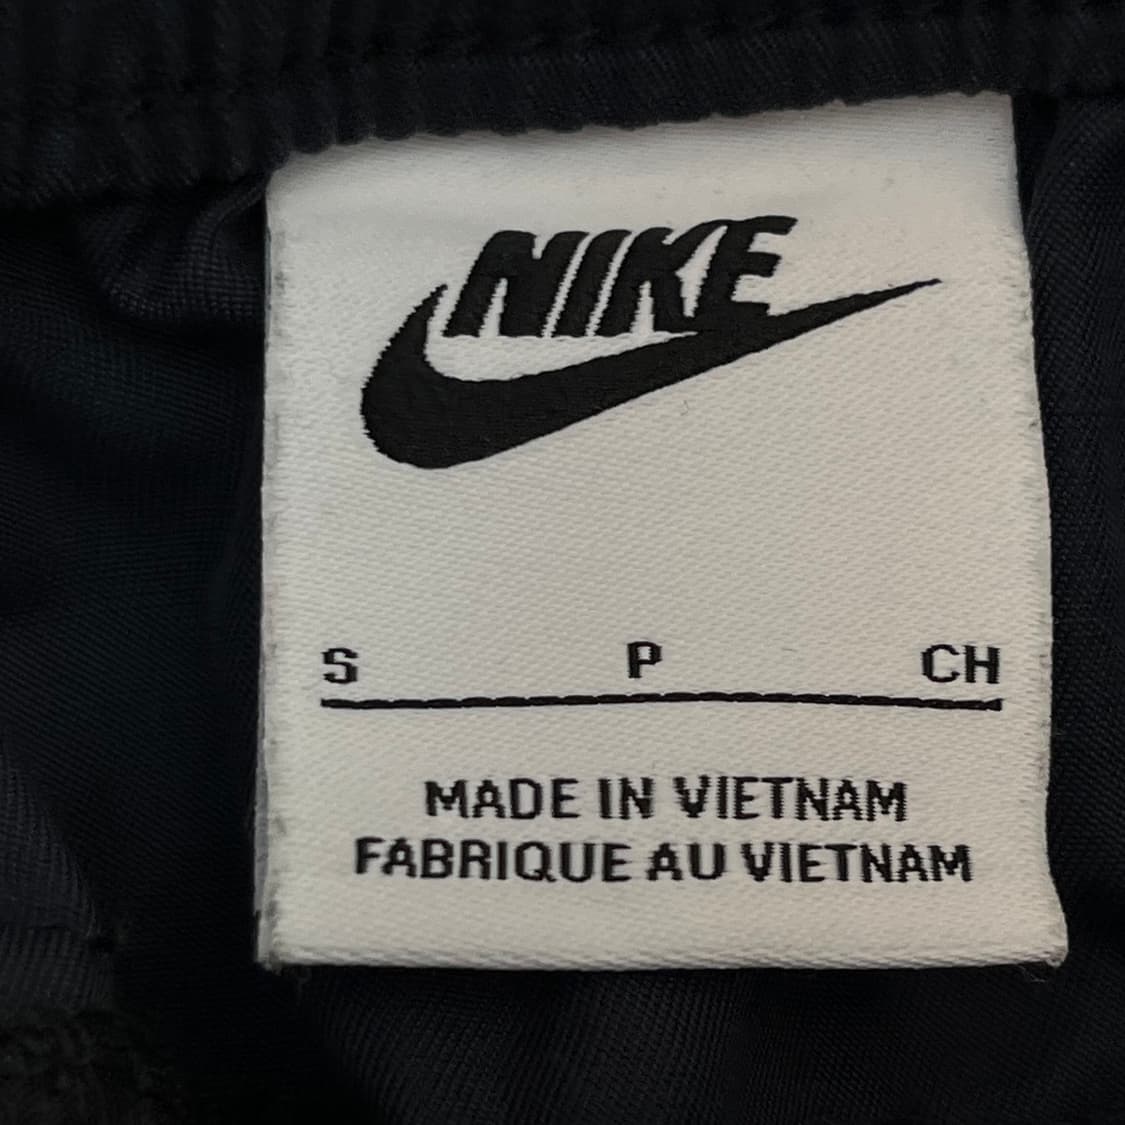 NIKE
S P CH
MADE IN VIETNAM
FABRIQUE AU VIETNAM